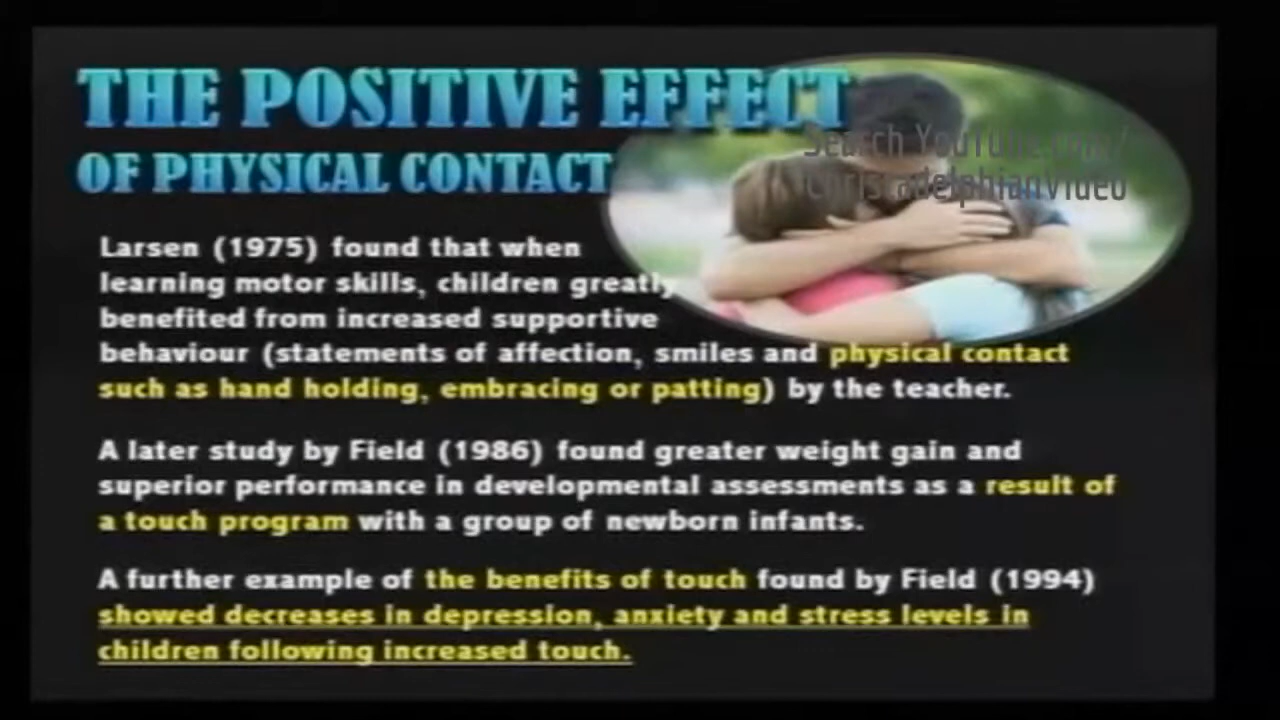 THE POSITIVE EFFECT
OF PHYSICAL CONTACT
Search YouTube.com/
ChristadelphianVideo
Larsen (1975) found that when
learning motor skills, children greatly
benefited from increased supportive
behaviour (statements of affection, smiles and physical contact
such as hand holding, embracing or patting) by the teacher.
A later study by Field (1986) found greater weight gain and
superior performance in developmental assessments as a result of
a touch program with a group of newborn infants.
A further example of the benefits of touch found by Field (1994)
showed decreases in depression, anxiety and stress levels in
children following increased touch.